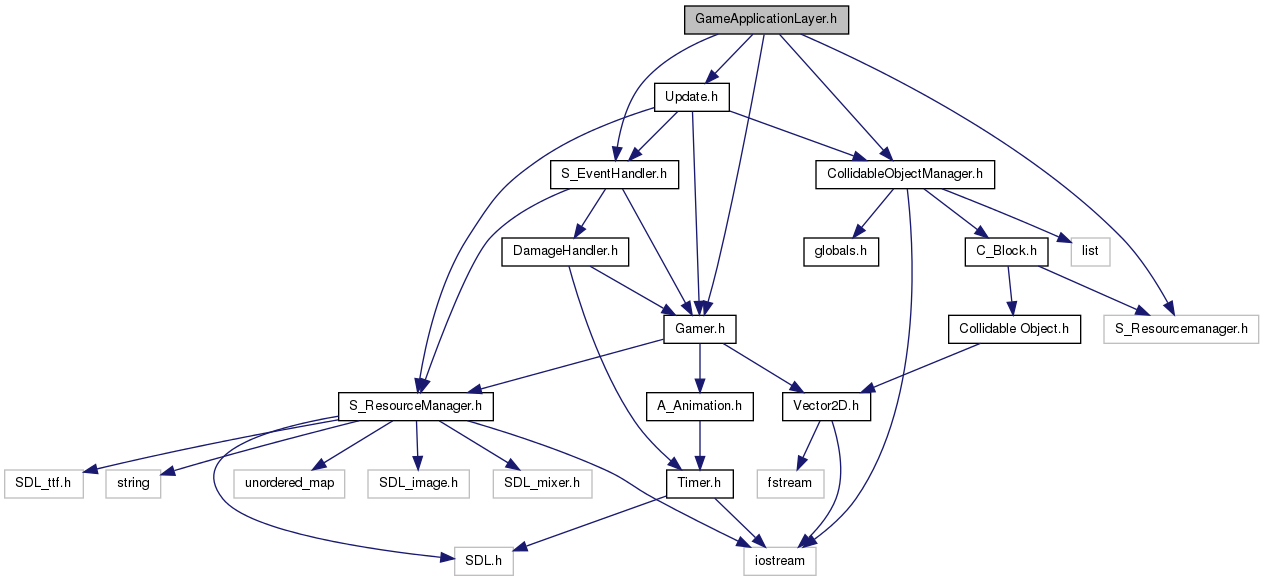 GameApplicationLayer.h
Update.h
S_EventHandler.h
CollidableObjectManager.h
DamageHandler.h
globals.h
C_Block.h
list
Gamer.h
Collidable Object.h
S_Resourcemanager.h
S_ResourceManager.h
A_Animation.h
Vector2D.h
SDL_ttf.h
string
unordered_map
SDL_image.h
SDL_mixer.h
Timer.h
fstream
SDL.h
iostream